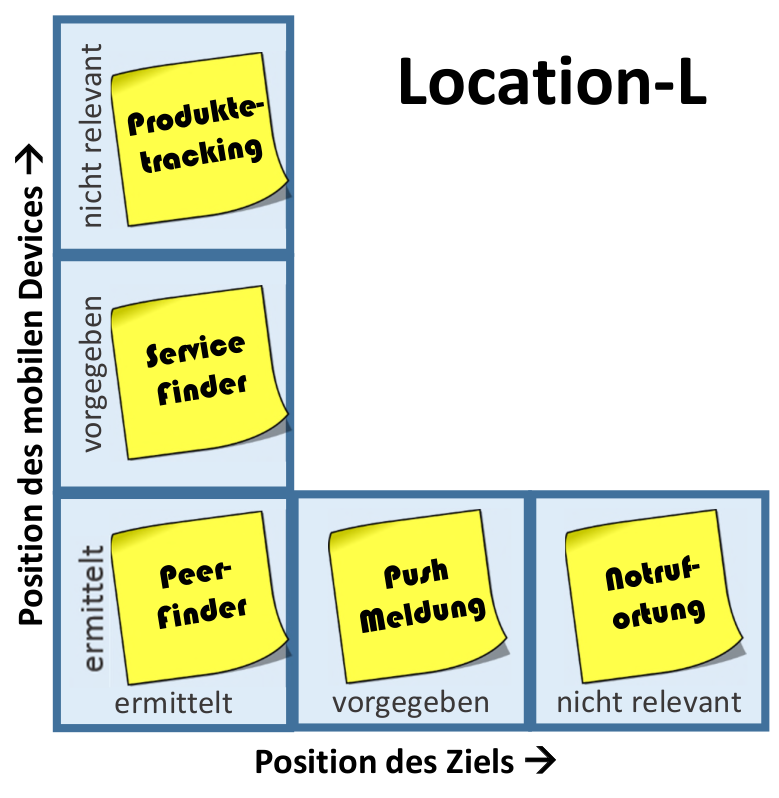 Location-L
Position des mobilen Devices →
nicht relevant
Produkte-
tracking
vorgegeben
Service
Finder
ermittelt
Peer-
Finder
Push
Meldung
Notruf-
ortung
ermittelt
vorgegeben
nicht relevant
Position des Ziels →